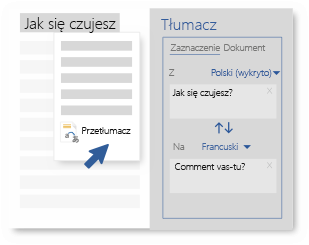 Jak się czujesz
Przetłumacz
Tłumacz
Zaznaczenie Dokument
Z Polski (wykryto)
Jak się czujesz? X
Na Francuski
Comment vas-tu? X